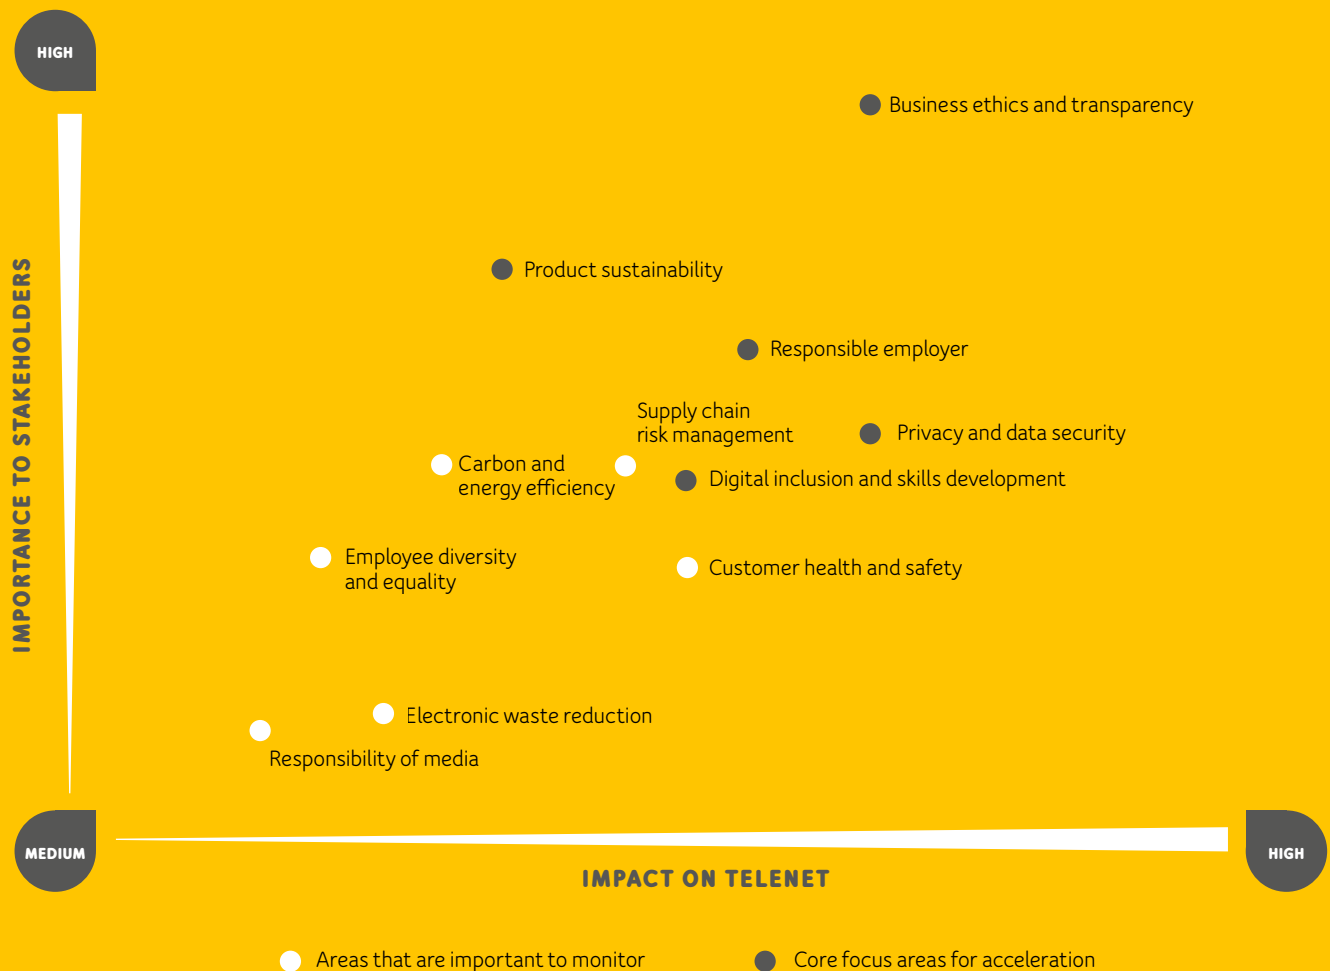 HIGH
Business ethics and transparency
Product sustainability
Responsible employer
Supply chain
risk management
Privacy and data security
Carbon and
energy efficiency
Digital inclusion and skills development
Employee diversity
and equality
Customer health and safety
Electronic waste reduction
Responsibility of media
IMPORTANCE TO STAKEHOLDERS
MEDIUM
HIGH
IMPACT ON TELENET
Areas that are important to monitor
Core focus areas for acceleration